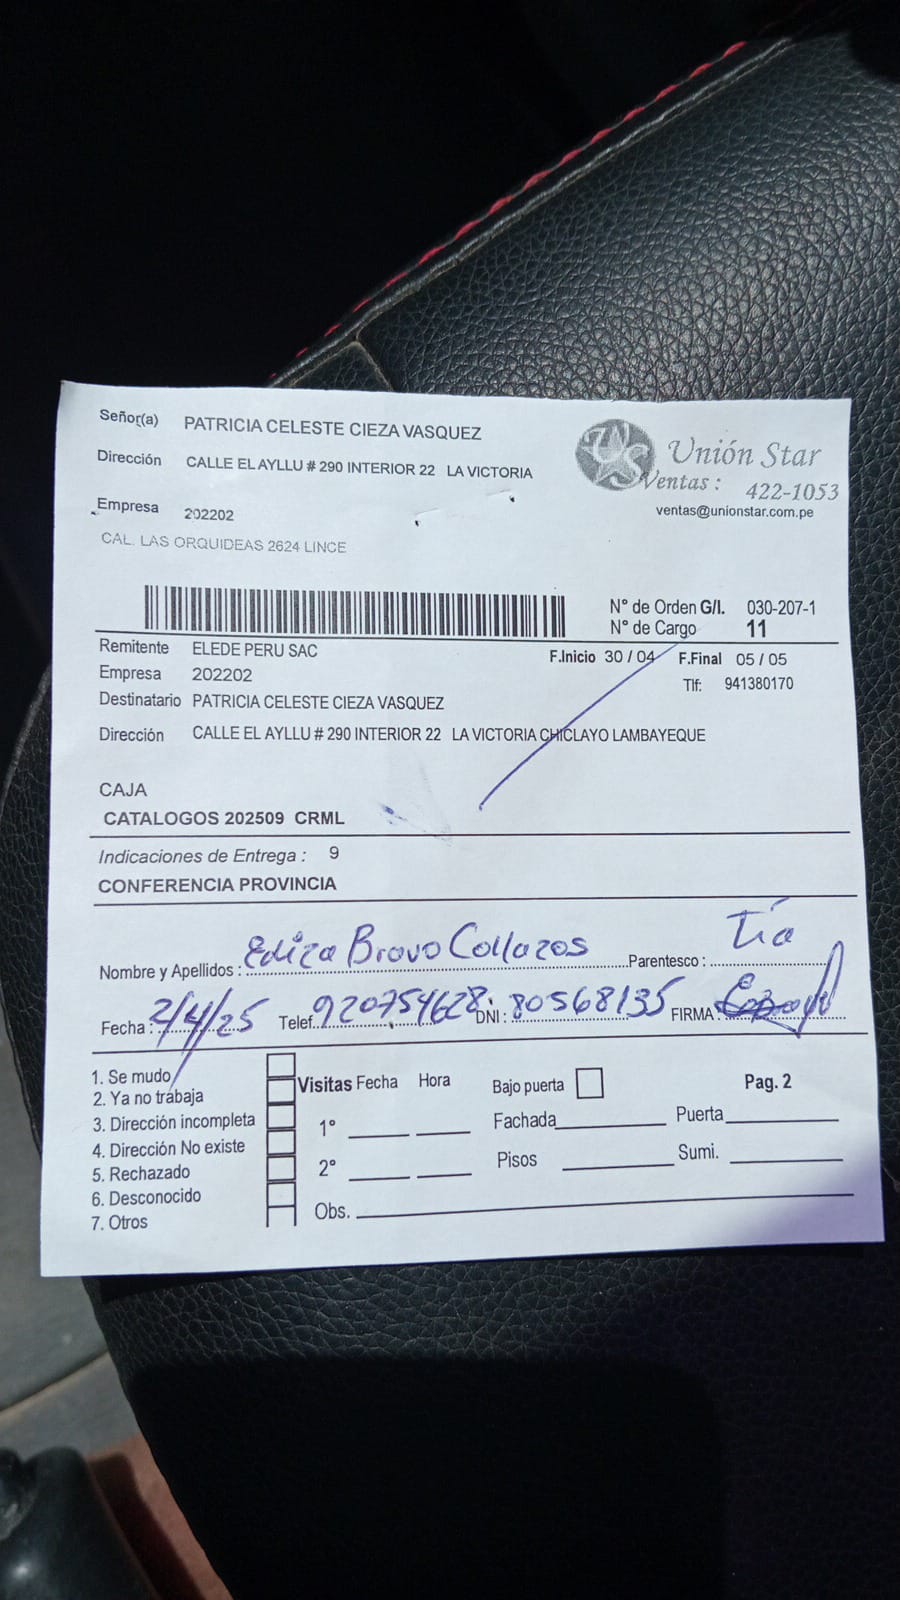 Señor(a) PATRICIA CELESTE CIEZA VASQUEZ
Dirección CALLE EL AYLLU # 290 INTERIOR 22 LA VICTORIA
Unión Star
Ventas : 422-1053
ventas@unionstar.com.pe
Empresa 202202
CAL. LAS ORQUIDEAS 2624 LINCE
N° de Orden G/I. 030-207-1
N° de Cargo 11
Remitente ELEDE PERU SAC
F.Inicio 30 / 04 F.Final 05 / 05
Empresa 202202
Tlf: 941380170
Destinatario PATRICIA CELESTE CIEZA VASQUEZ
Dirección CALLE EL AYLLU # 290 INTERIOR 22 LA VICTORIA CHICLAYO LAMBAYEQUE
CAJA
CATALOGOS 202509 CRML
Indicaciones de Entrega : 9
CONFERENCIA PROVINCIA
Nombre y Apellidos : Ediza Bravo Collazos Parentesco : Tía
Fecha : 2/4/25 Telef. 920754628 DNI : 80568135 FIRMA :
1. Se mudo
2. Ya no trabaja
3. Dirección incompleta
4. Dirección No existe
5. Rechazado
6. Desconocido
7. Otros
Visitas Fecha Hora
1°
2°
Obs.
Bajo puerta
Pag. 2
Fachada Puerta
Pisos Sumi.